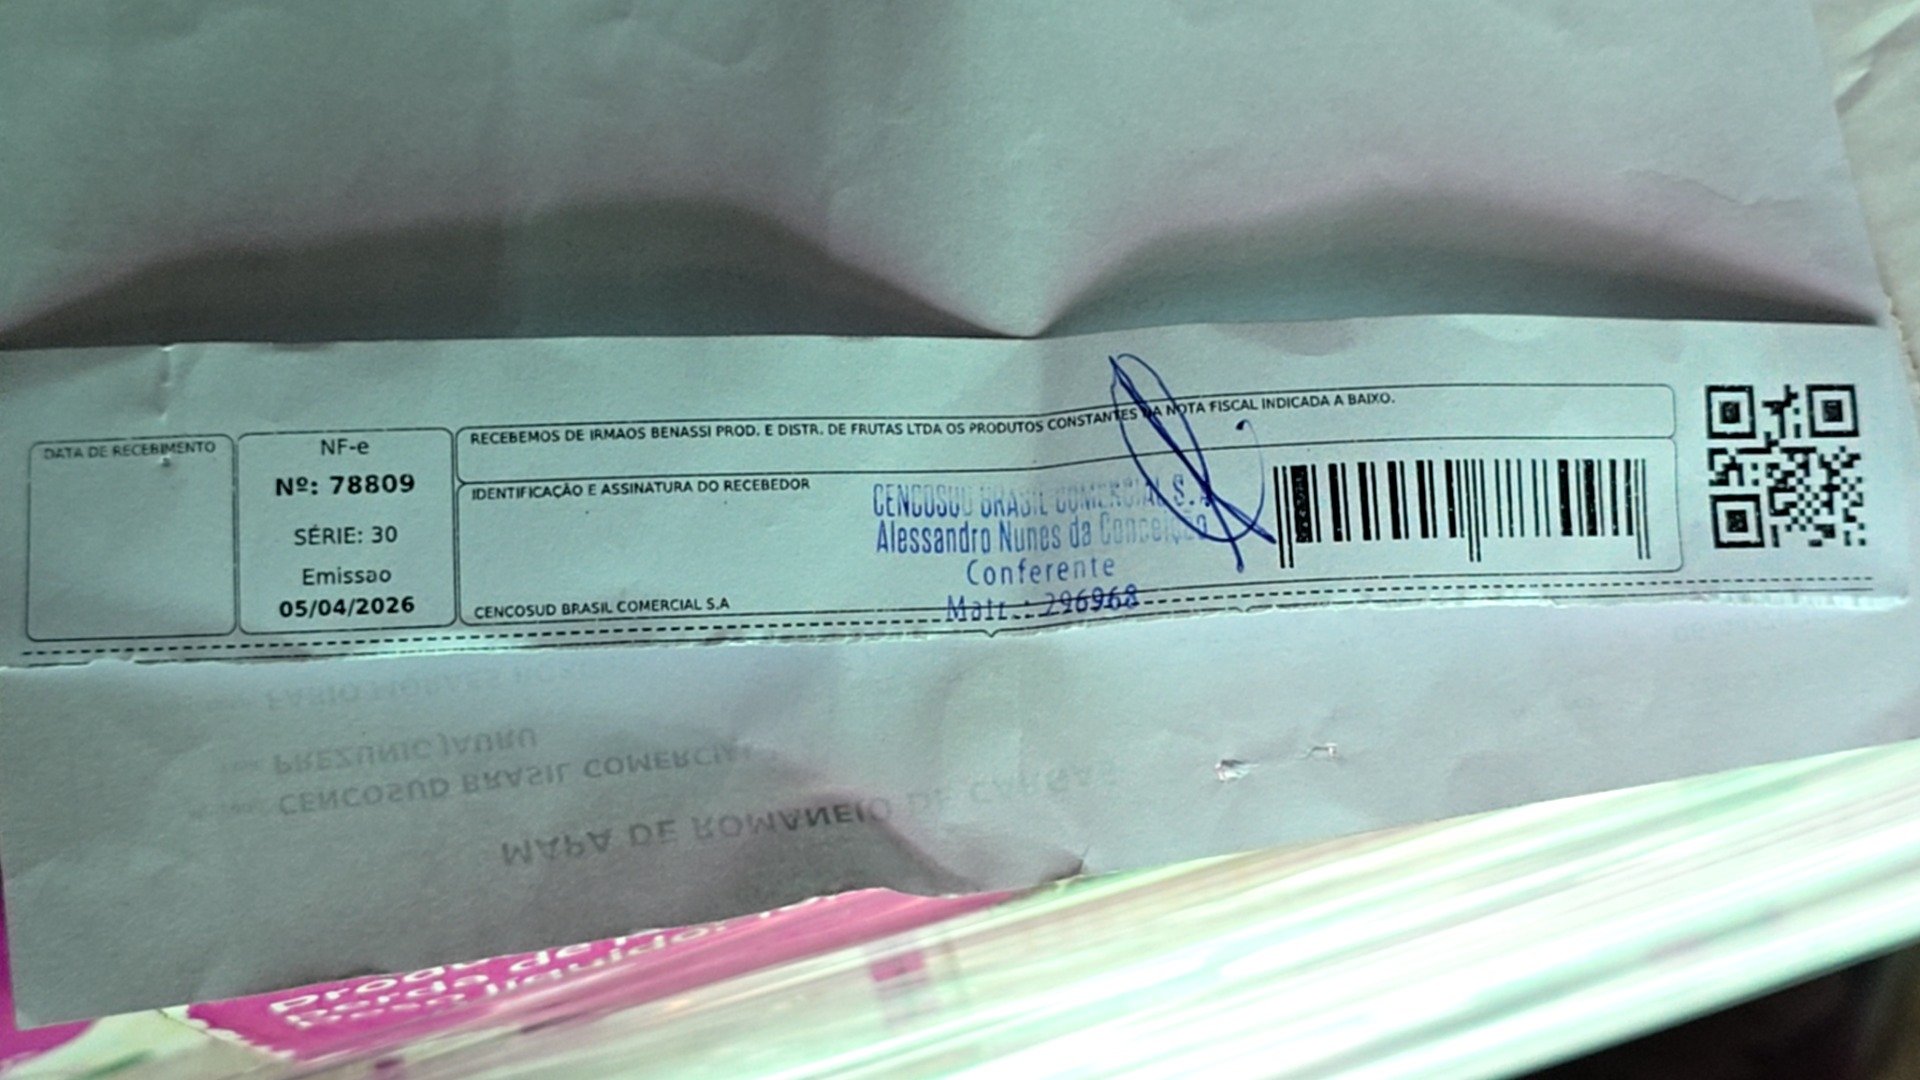 DATA DE RECEBIMENTO
NF-e
Nº: 78809
SÉRIE: 30
Emissao
05/04/2026
RECEBEMOS DE IRMAOS BENASSI PROD. E DISTR. DE FRUTAS LTDA OS PRODUTOS CONSTANTES DA NOTA FISCAL INDICADA A BAIXO.
IDENTIFICAÇÃO E ASSINATURA DO RECEBEDOR
CENCOSUD BRASIL COMERCIAL S.A
CENCOSUD BRASIL COMERCIAL S.A
Alessandro Nunes da Conceição
Conferente
Matr.: 296968
FABIO MORAES
PREZUNIC JAURU
CENCOSUD BRASIL COMERCIAL
MAPA DE ROMANEIO DE CARGAS